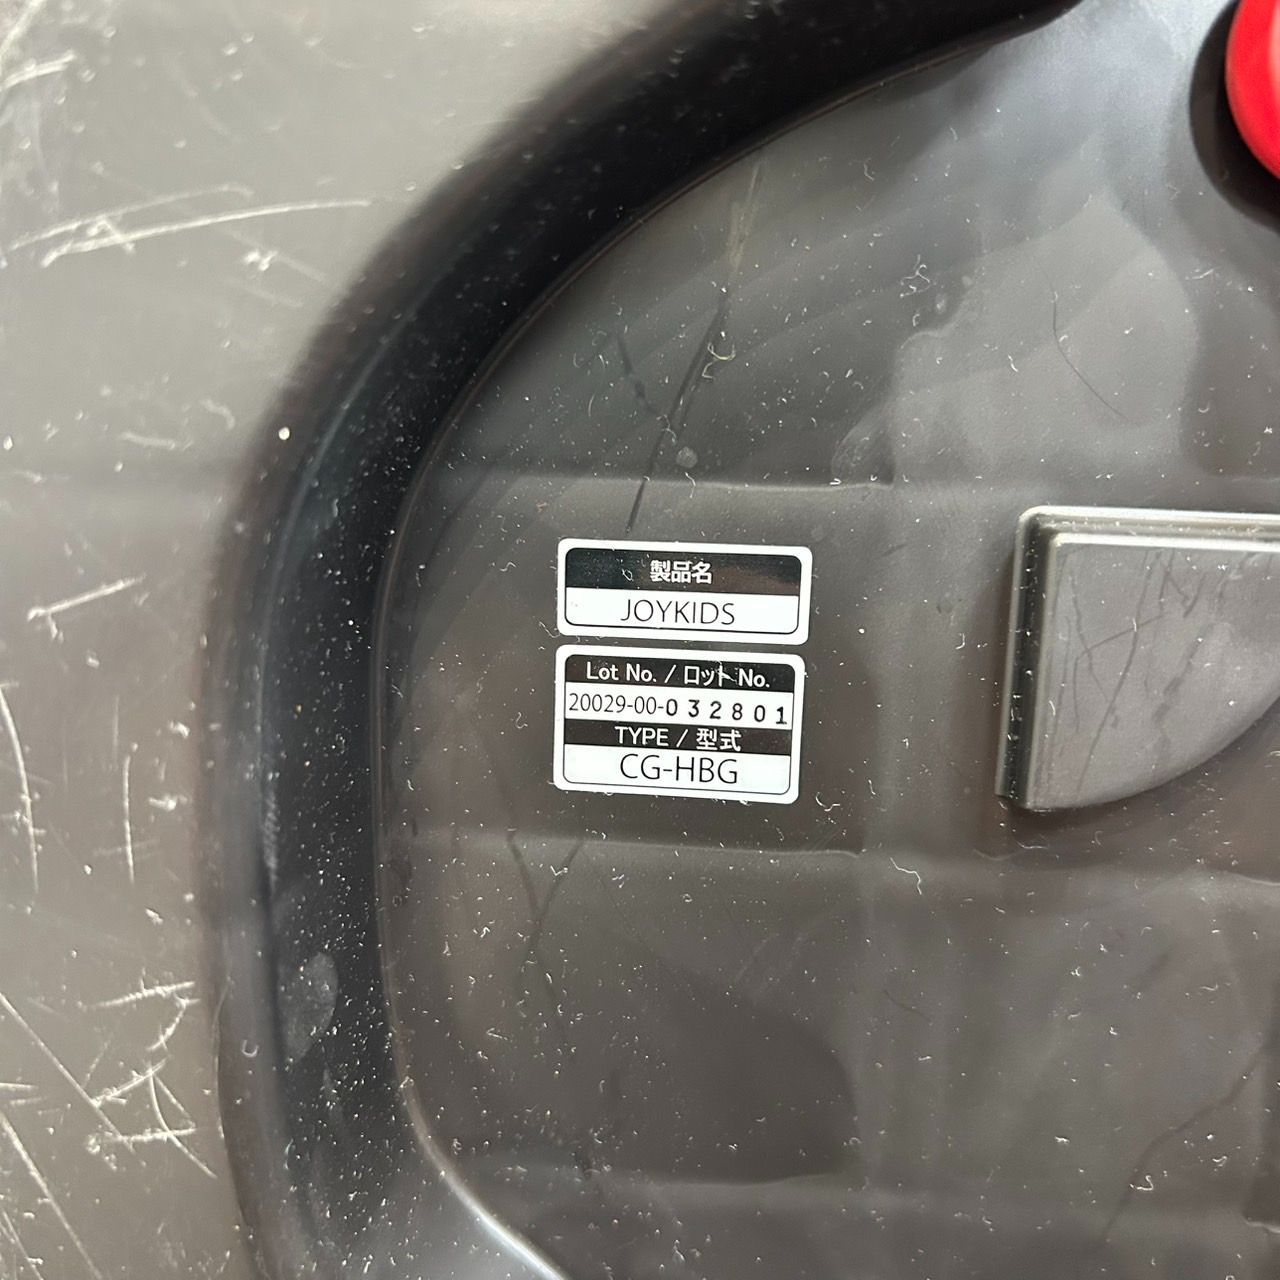 製品名
JOYKIDS
Lot No. / ロット No.
20029-00-032801
TYPE / 型式
CG-HBG